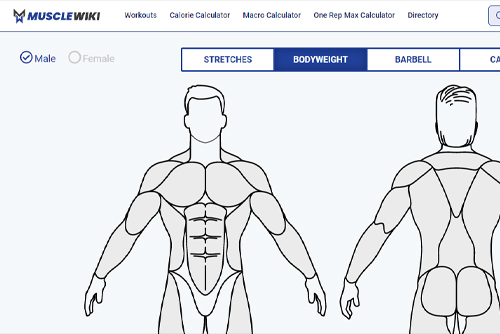 MUSCLEWIKI Workouts Calorie Calculator Macro Calculator One Rep Max Calculator Directory
Male Female STRETCHES BODYWEIGHT BARBELL CA